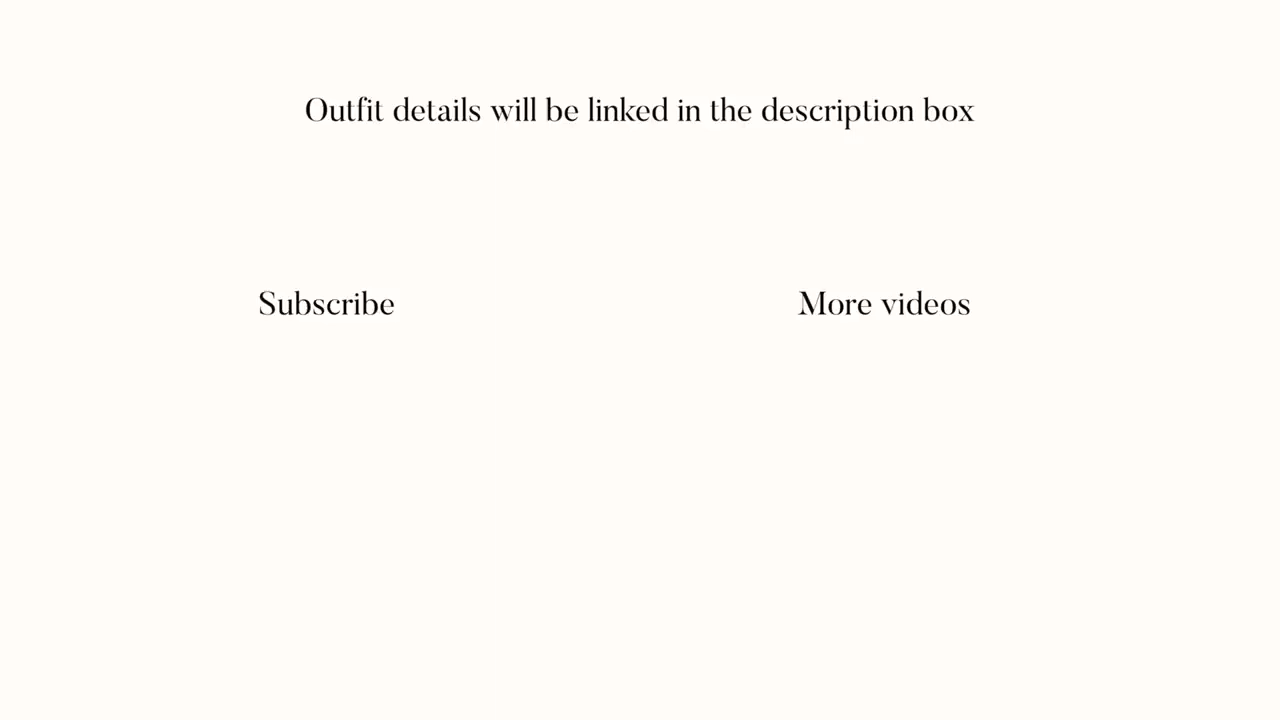 Outfit details will be linked in the description box
Subscribe
More videos